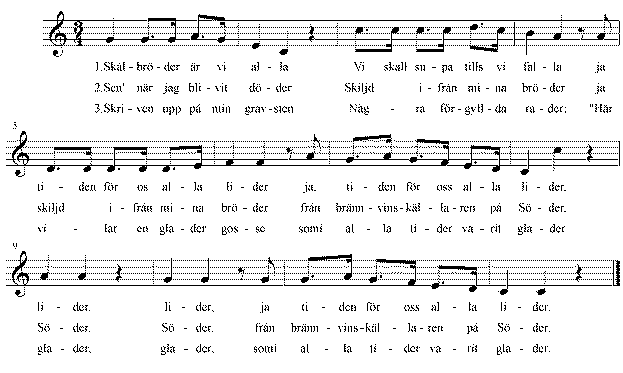 1.Skål-brö-der är vi al-la Vi skall su-pa tills vi fal-la ja
2.Sen' när jag bli-vit dö-der Skiljd i-från mi-na brö-der ja
3.Skri-ven upp på min grav-sten Någ-ra för-gyll-da ra-der; "Här
5
ti-den för os al-la li-der ja, ti-den för oss al-la li-der.
skiljd i-från mi-na brö-der från bränn-vins-käl-la-ren på Sö-der.
vi-lar en gla-der gos-se som i al-la ti-der va-rit gla-der
9
li-der. li-der, ja ti-den för oss al-la li-der.
Sö-der. Sö-der. från bränn-vins-käl-la-ren på Sö-der.
gla-der, gla-der, som i al-la ti-der va-rit gla-der.